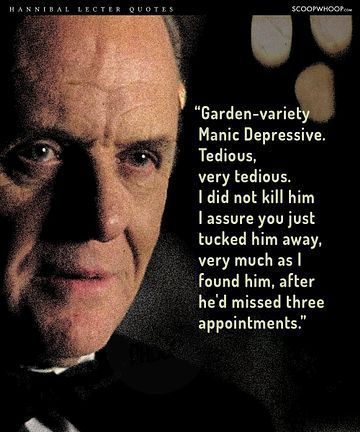 HANNIBAL LECTER QUOTES
SCOOPWHOOP.COM
“Garden-variety
Manic Depressive.
Tedious,
very tedious.
I did not kill him
I assure you just
tucked him away,
very much as I
found him, after
he'd missed three
appointments.”